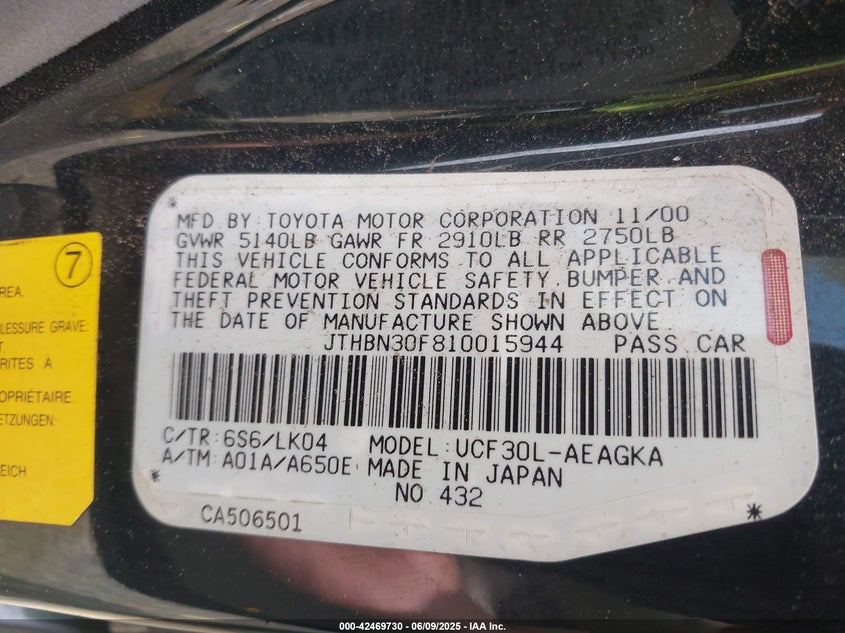 7
REA.
LESSURE GRAVE
T.
RITES À
OPRIÉTAIRE.
ETZUNGEN:
REICH
MFD BY: TOYOTA MOTOR CORPORATION 11/00
GVWR 5140LB GAWR FR 2910LB RR 2750LB
THIS VEHICLE CONFORMS TO ALL APPLICABLE
FEDERAL MOTOR VEHICLE SAFETY, BUMPER, AND
THEFT PREVENTION STANDARDS IN EFFECT ON
THE DATE OF MANUFACTURE SHOWN ABOVE.
JTHBN30F810015944 PASS.CAR
C/TR:6S6/LK04 MODEL:UCF30L-AEAGKA
A/TM:A01A/A650E MADE IN JAPAN
NO.432
CA506501
000-42469730 - 06/09/2025 - IAA Inc.